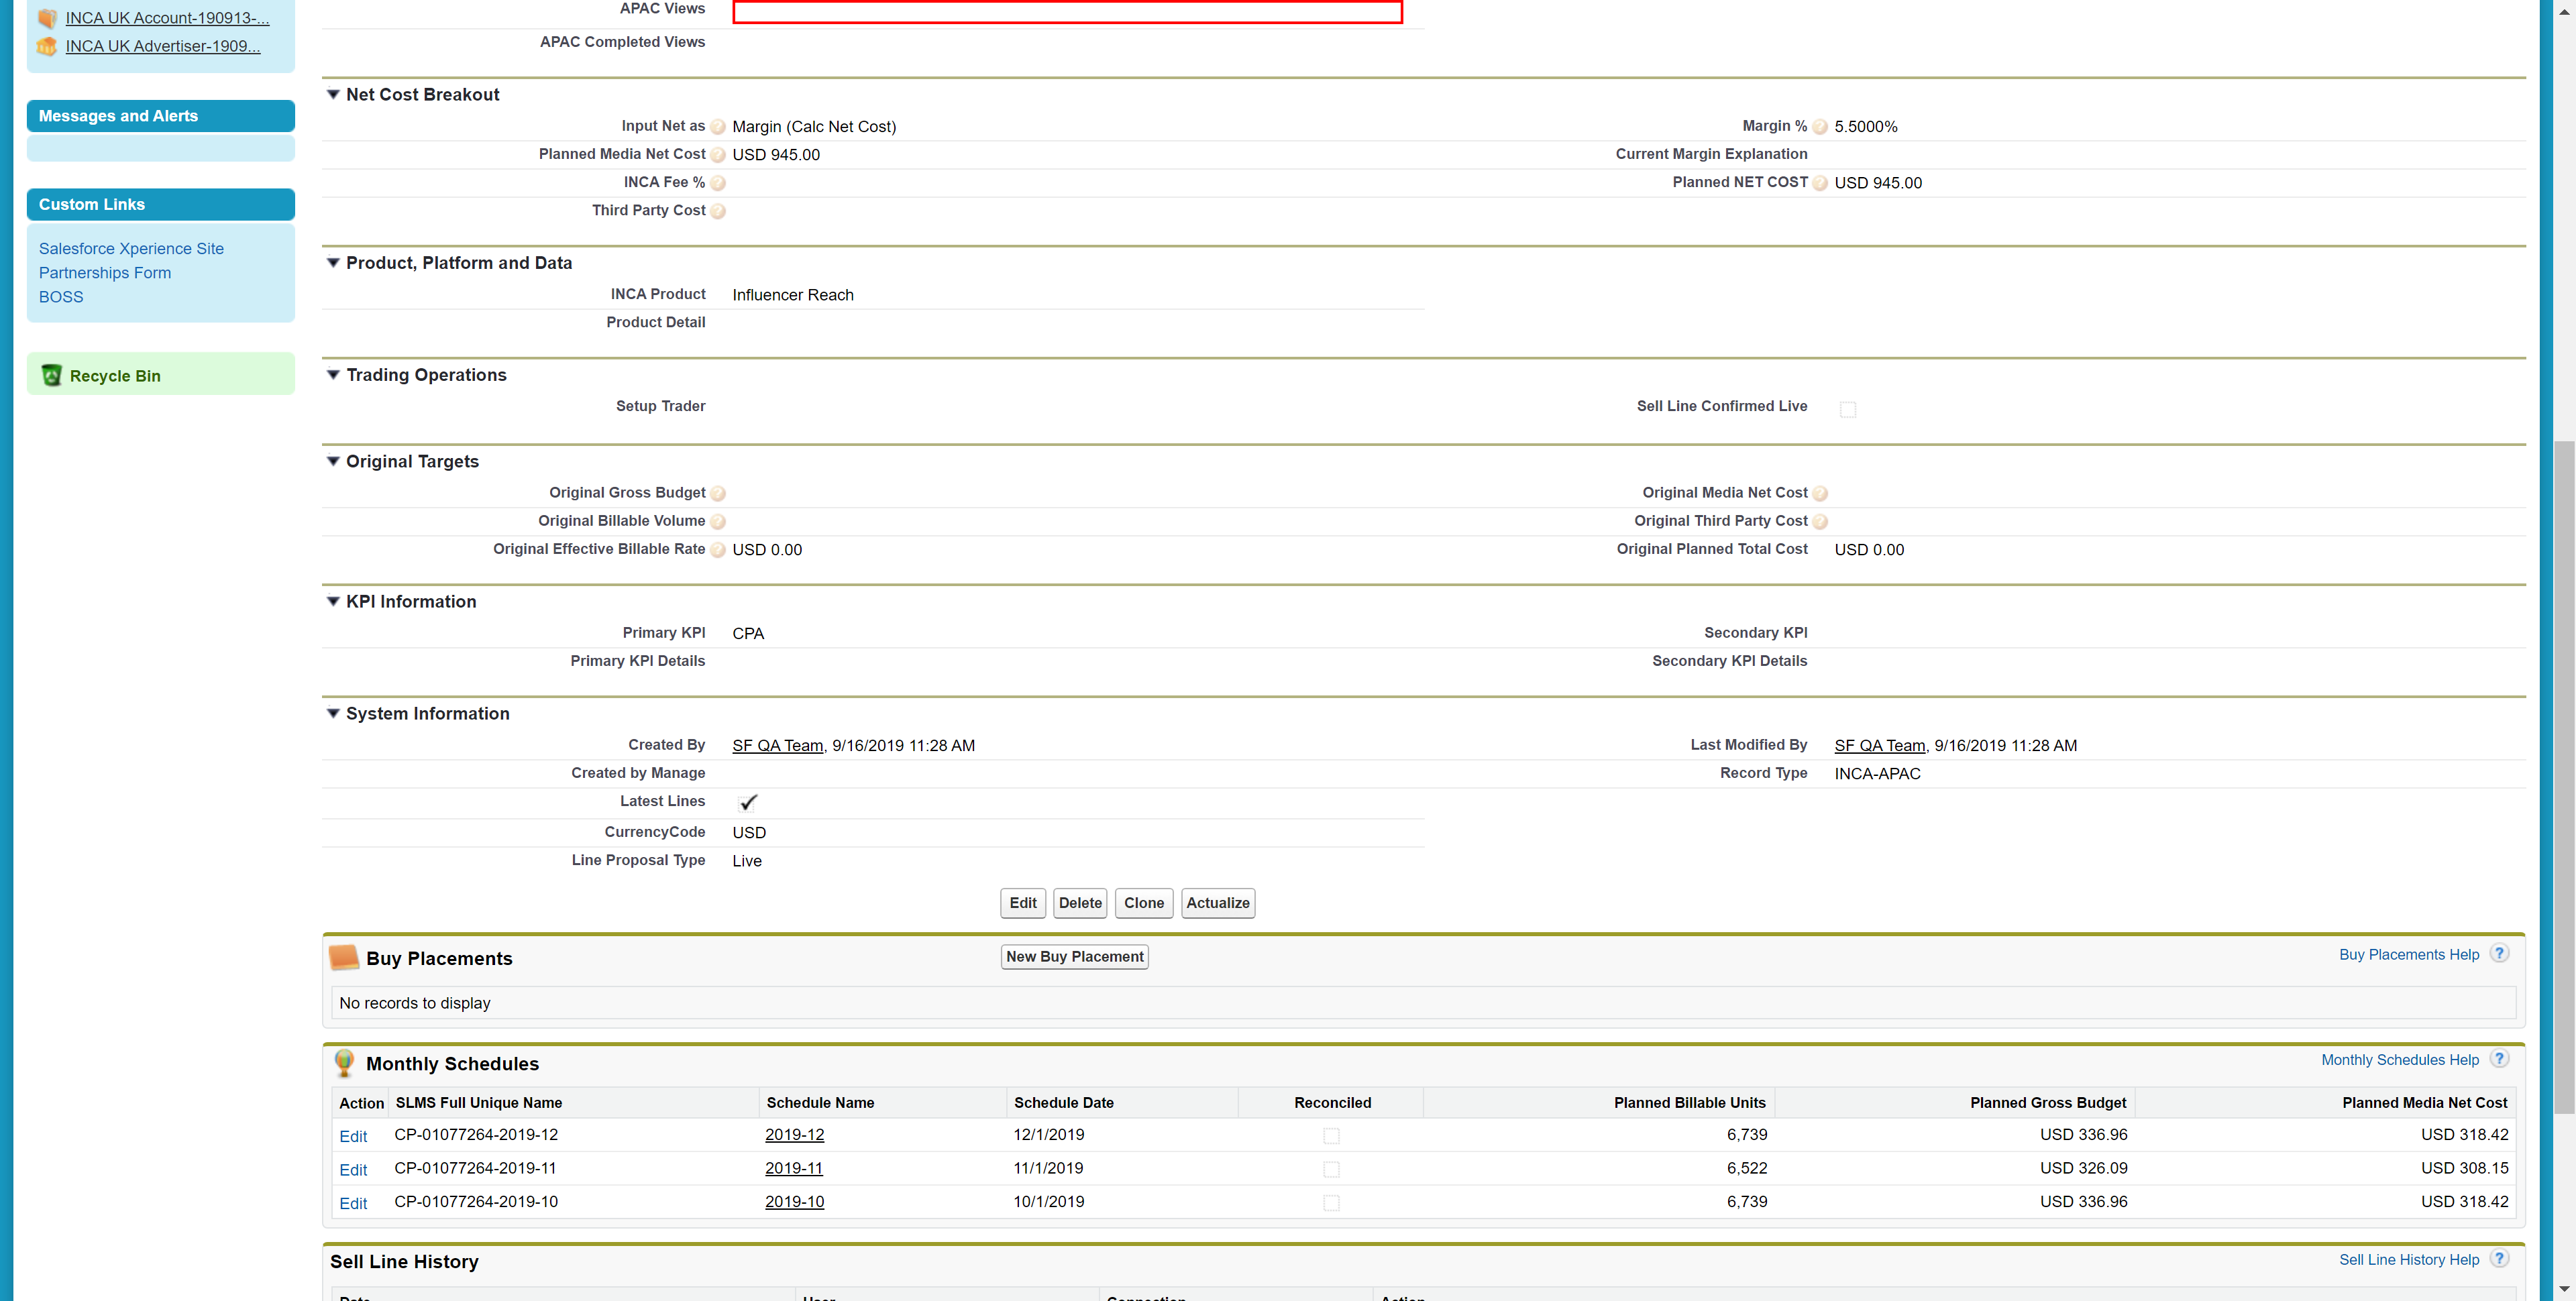 INCA UK Account-190913-...
INCA UK Advertiser-1909...
Messages and Alerts
Custom Links
Salesforce Xperience Site
Partnerships Form
BOSS
Recycle Bin
APAC Views
APAC Completed Views
Net Cost Breakout
Input Net as Margin (Calc Net Cost) Margin % 5.5000%
Planned Media Net Cost USD 945.00 Current Margin Explanation
INCA Fee % Planned NET COST USD 945.00
Third Party Cost
Product, Platform and Data
INCA Product Influencer Reach
Product Detail
Trading Operations
Setup Trader Sell Line Confirmed Live
Original Targets
Original Gross Budget Original Media Net Cost
Original Billable Volume Original Third Party Cost
Original Effective Billable Rate USD 0.00 Original Planned Total Cost USD 0.00
KPI Information
Primary KPI CPA Secondary KPI
Primary KPI Details Secondary KPI Details
System Information
Created By SF QA Team, 9/16/2019 11:28 AM Last Modified By SF QA Team, 9/16/2019 11:28 AM
Created by Manage Record Type INCA-APAC
Latest Lines
CurrencyCode USD
Line Proposal Type Live
Edit Delete Clone Actualize
Buy Placements New Buy Placement Buy Placements Help ?
No records to display
Monthly Schedules Monthly Schedules Help ?
Action SLMS Full Unique Name Schedule Name Schedule Date Reconciled Planned Billable Units Planned Gross Budget Planned Media Net Cost
Edit CP-01077264-2019-12 2019-12 12/1/2019 6,739 USD 336.96 USD 318.42
Edit CP-01077264-2019-11 2019-11 11/1/2019 6,522 USD 326.09 USD 308.15
Edit CP-01077264-2019-10 2019-10 10/1/2019 6,739 USD 336.96 USD 318.42
Sell Line History Sell Line History Help ?
Date User Connection Action